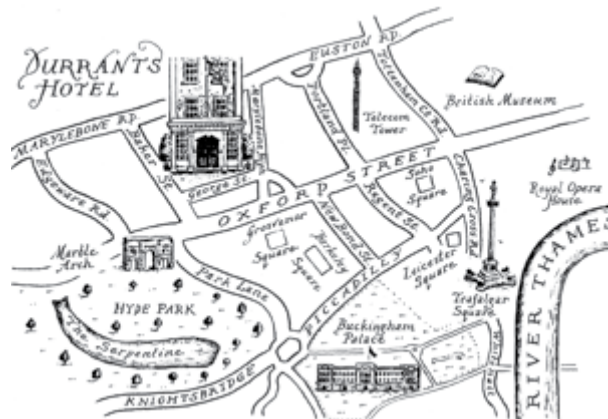 DURRANTS
HOTEL
EUSTON RD
Tottenham Ct Rd.
British Museum
MARYLEBONE RD
Baker St.
Marylebone High
Portland Pl.
Telecom
Tower
Edgeware Rd.
George St.
OXFORD STREET
Soho
Square
Charing Cross Rd.
Royal Opera
House
Grosvenor
Square
New Bond St.
Regent St.
Berkeley
Square
Marble
Arch
Park Lane
PICCADILLY
Leicester
Square
Trafalgar
Square
RIVER THAMES
HYDE PARK
The Serpentine
Buckingham
Palace
KNIGHTSBRIDGE